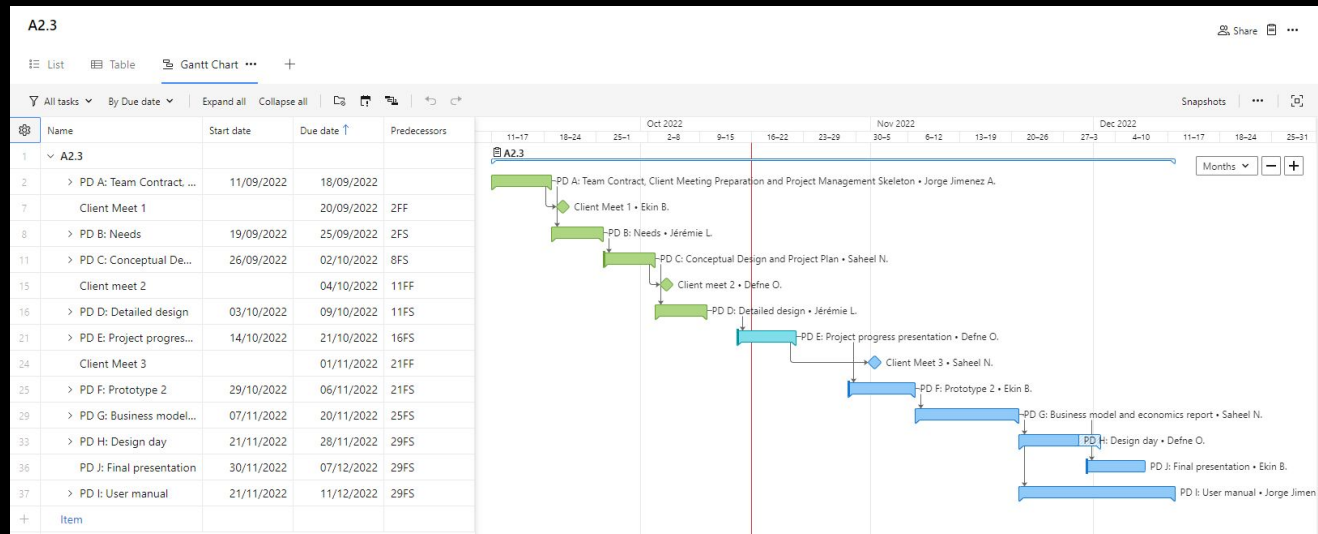 A2.3
Share
List Table Gantt Chart
All tasks By Due date Expand all Collapse all Snapshots
Name Start date Due date ↑ Predecessors
Oct 2022 Nov 2022 Dec 2022
11–17 18–24 25–1 2–8 9–15 16–22 23–29 30–5 6–12 13–19 20–26 27–3 4–10 11–17 18–24 25–31
1 A2.3 A2.3
Months
2 PD A: Team Contract, ... 11/09/2022 18/09/2022 PD A: Team Contract, Client Meeting Preparation and Project Management Skeleton • Jorge Jimenez A.
7 Client Meet 1 20/09/2022 2FF Client Meet 1 • Ekin B.
8 PD B: Needs 19/09/2022 25/09/2022 2FS PD B: Needs • Jérémie L.
11 PD C: Conceptual De... 26/09/2022 02/10/2022 8FS PD C: Conceptual Design and Project Plan • Saheel N.
15 Client meet 2 04/10/2022 11FF Client meet 2 • Defne O.
16 PD D: Detailed design 03/10/2022 09/10/2022 11FS PD D: Detailed design • Jérémie L.
21 PD E: Project progres... 14/10/2022 21/10/2022 16FS PD E: Project progress presentation • Defne O.
24 Client Meet 3 01/11/2022 21FF Client Meet 3 • Saheel N.
25 PD F: Prototype 2 29/10/2022 06/11/2022 21FS PD F: Prototype 2 • Ekin B.
29 PD G: Business model... 07/11/2022 20/11/2022 25FS PD G: Business model and economics report • Saheel N.
33 PD H: Design day 21/11/2022 28/11/2022 29FS PD H: Design day • Defne O.
36 PD J: Final presentation 30/11/2022 07/12/2022 29FS PD J: Final presentation • Ekin B.
37 PD I: User manual 21/11/2022 11/12/2022 29FS PD I: User manual • Jorge Jimen
Item